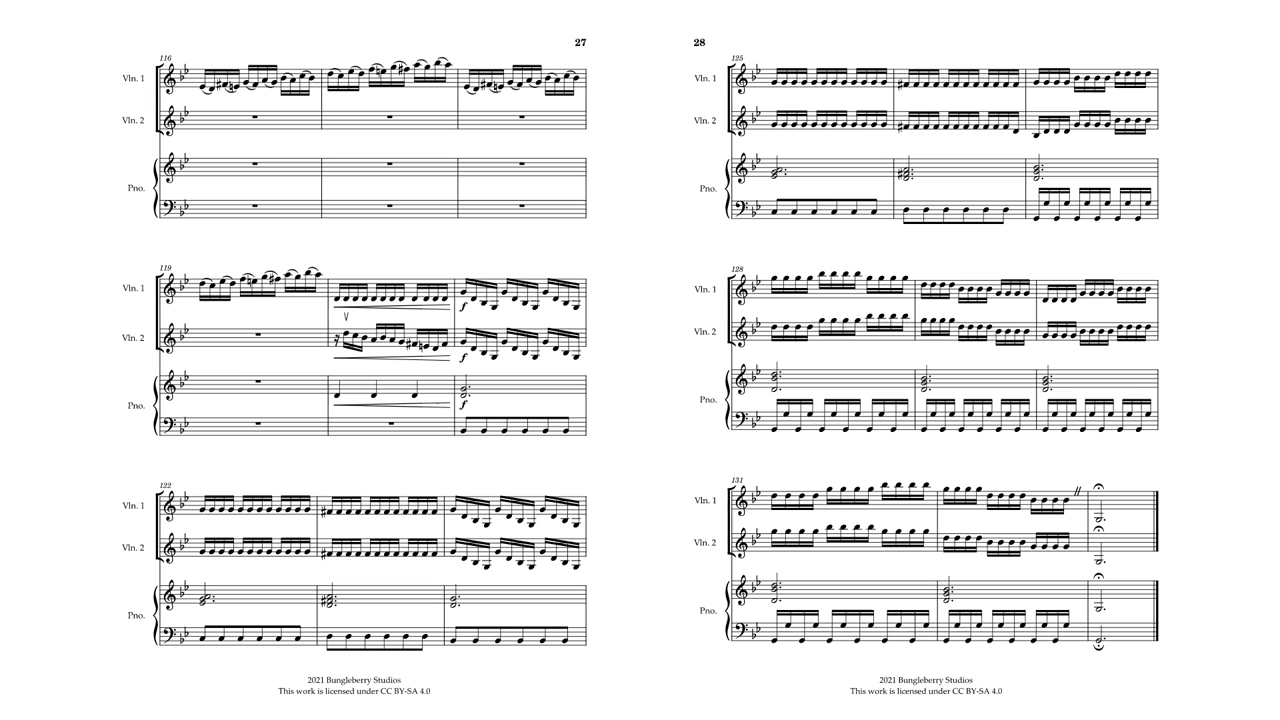 27
116
Vln. 1
Vln. 2
Pno.
119
Vln. 1
Vln. 2
Pno.
f
f
f
122
Vln. 1
Vln. 2
Pno.
2021 Bungleberry Studios
This work is licensed under CC BY-SA 4.0
28
125
Vln. 1
Vln. 2
Pno.
128
Vln. 1
Vln. 2
Pno.
131
Vln. 1
Vln. 2
Pno.
2021 Bungleberry Studios
This work is licensed under CC BY-SA 4.0